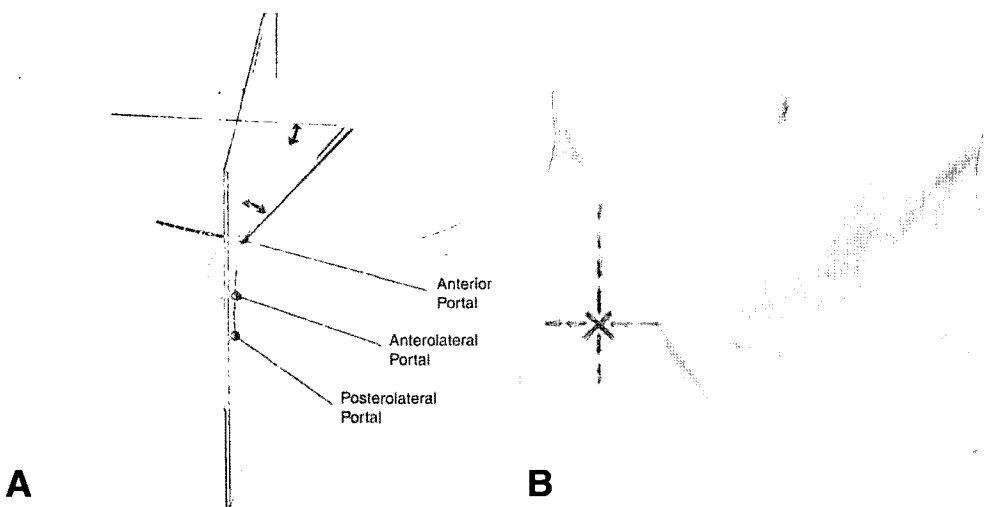 Anterior
Portal
Anterolateral
Portal
Posterolateral
Portal
A
B